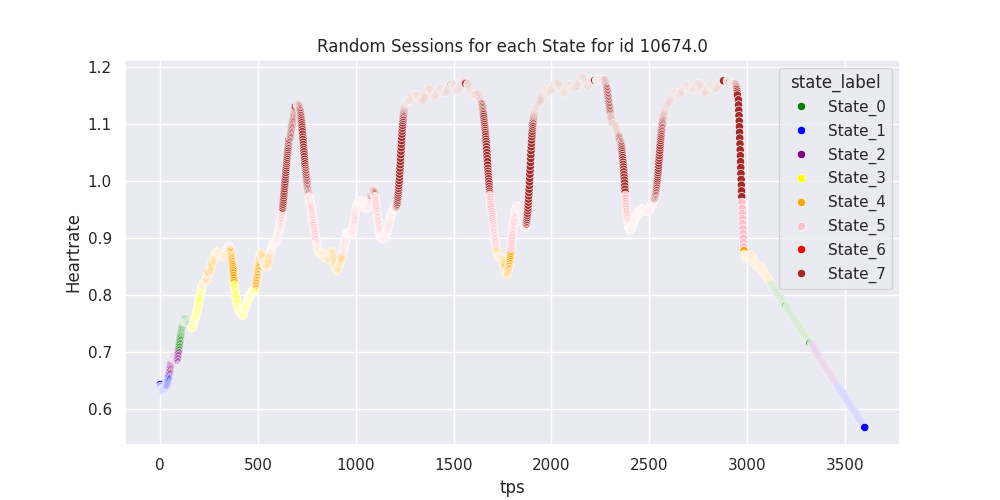 Random Sessions for each State for id 10674.0
Heartrate
1.2
1.1
1.0
0.9
0.8
0.7
0.6
state_label
State_0
State_1
State_2
State_3
State_4
State_5
State_6
State_7
0
500
1000
1500
2000
2500
3000
3500
tps